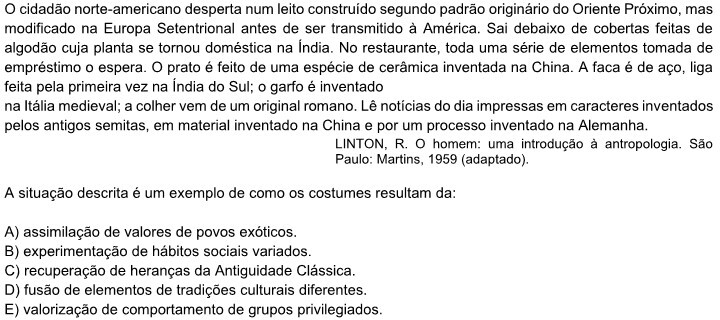 O cidadão norte-americano desperta num leito construído segundo padrão originário do Oriente Próximo, mas
modificado na Europa Setentrional antes de ser transmitido à América. Sai debaixo de cobertas feitas de
algodão cuja planta se tornou doméstica na Índia. No restaurante, toda uma série de elementos tomada de
empréstimo o espera. O prato é feito de uma espécie de cerâmica inventada na China. A faca é de aço, liga
feita pela primeira vez na Índia do Sul; o garfo é inventado
na Itália medieval; a colher vem de um original romano. Lê notícias do dia impressas em caracteres inventados
pelos antigos semitas, em material inventado na China e por um processo inventado na Alemanha.
LINTON, R. O homem: uma introdução à antropologia. São
Paulo: Martins, 1959 (adaptado).
A situação descrita é um exemplo de como os costumes resultam da:
A) assimilação de valores de povos exóticos.
B) experimentação de hábitos sociais variados.
C) recuperação de heranças da Antiguidade Clássica.
D) fusão de elementos de tradições culturais diferentes.
E) valorização de comportamento de grupos privilegiados.